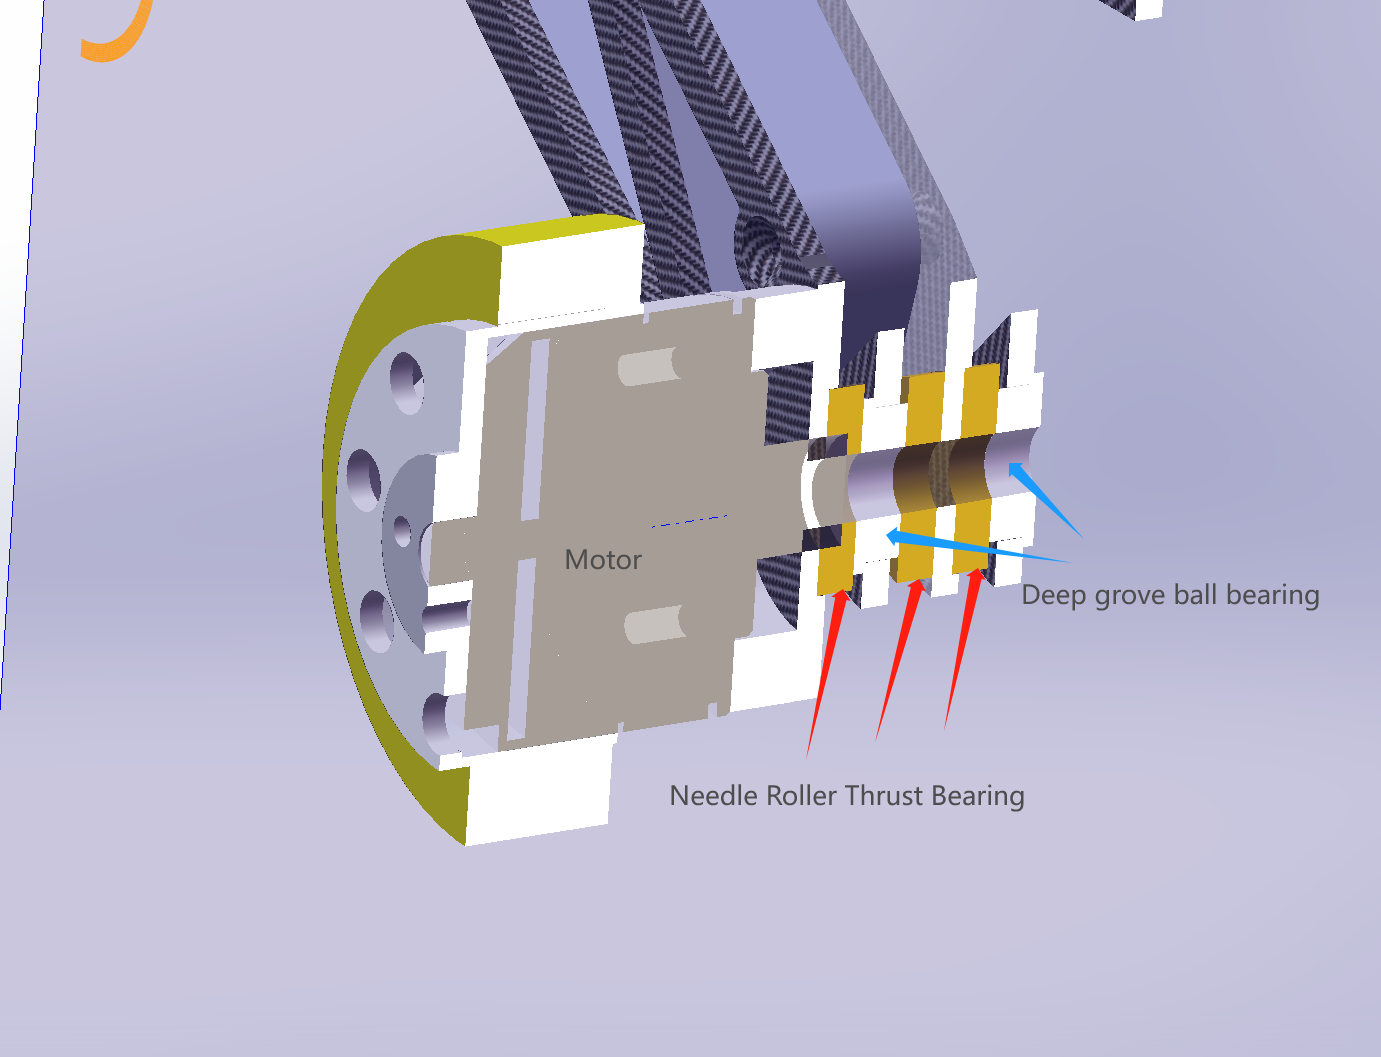 Motor
Deep grove ball bearing
Needle Roller Thrust Bearing